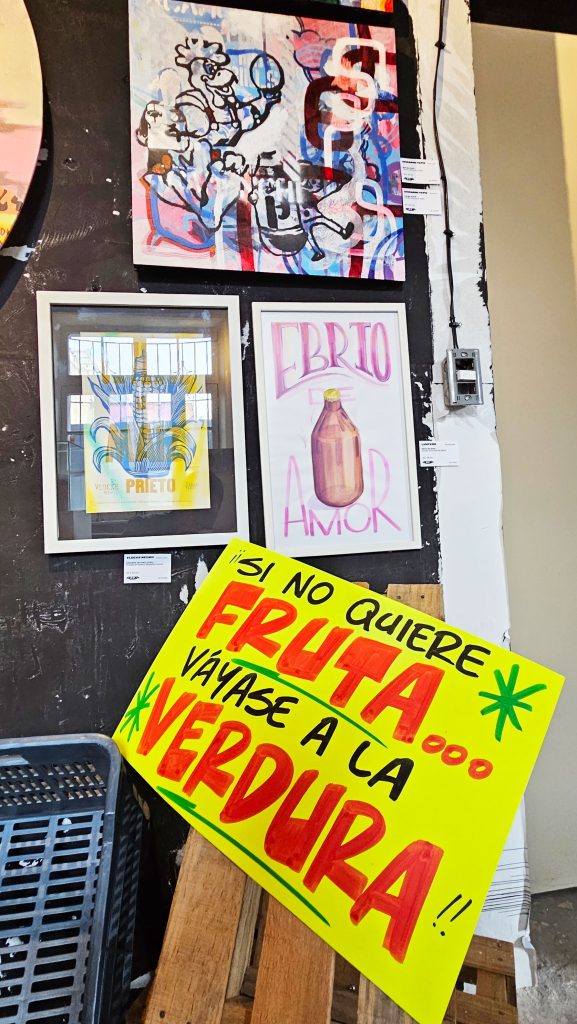 EBRIO
DE
AMOR
PRIETO
¡¡SI NO QUIERE
FRUTA...
VÁYASE A LA
VERDURA!!